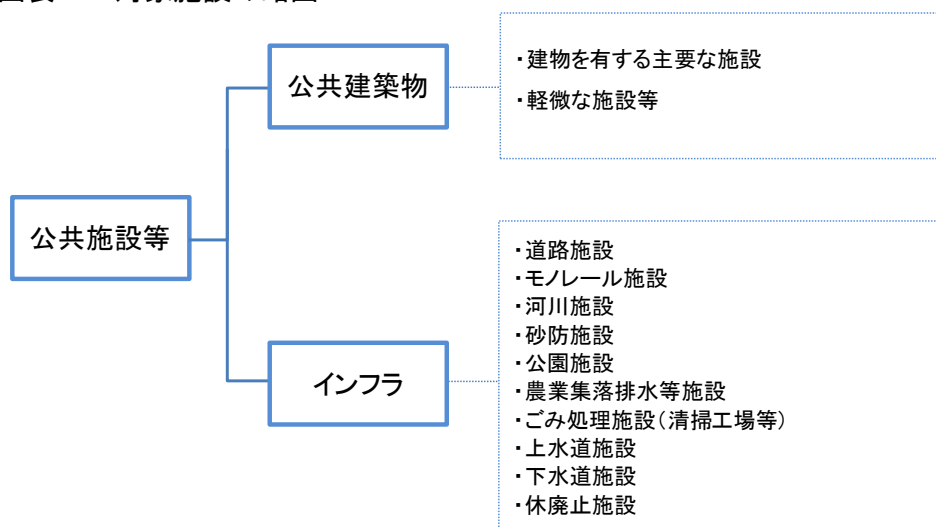 公共施設等
公共建築物
・建物を有する主要な施設
・軽微な施設等
インフラ
・道路施設
・モノレール施設
・河川施設
・砂防施設
・公園施設
・農業集落排水等施設
・ごみ処理施設（清掃工場等）
・上水道施設
・下水道施設
・休廃止施設